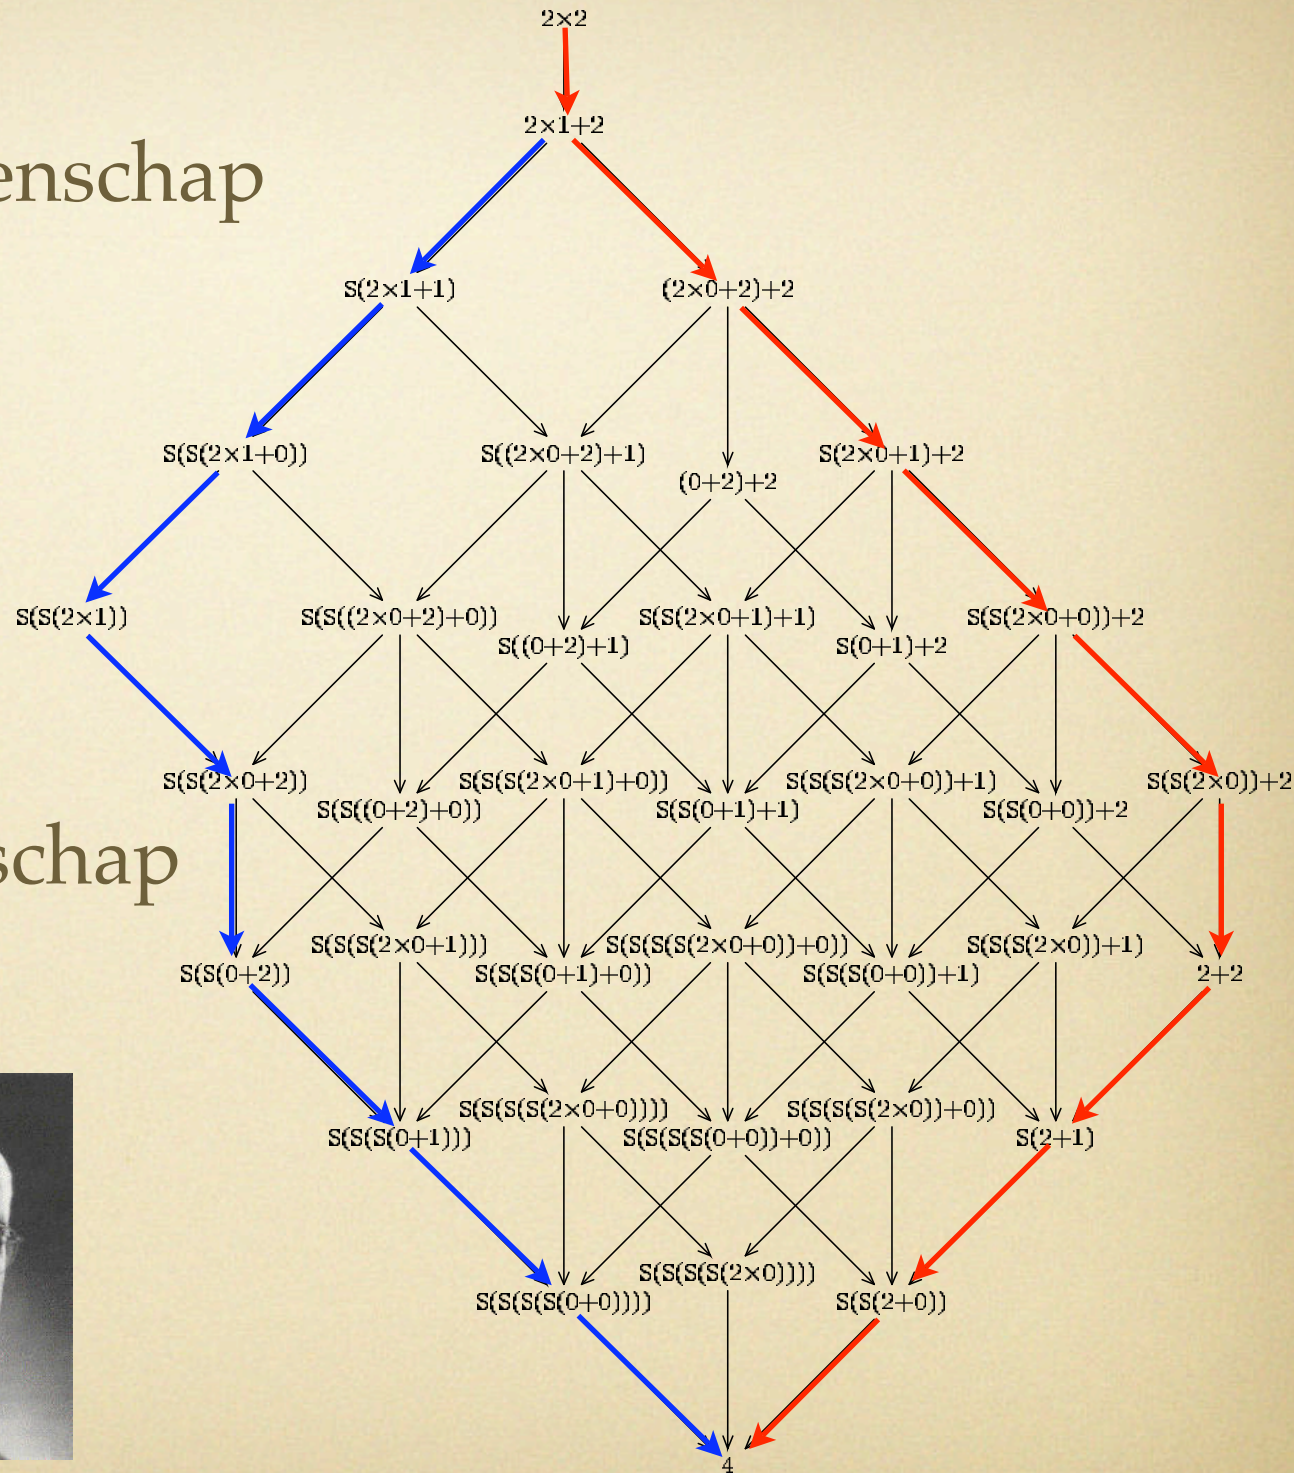 2×2
2×1+2
enschap
S(2×1+1) (2×0+2)+2
S(S(2×1+0)) S((2×0+2)+1) S(2×0+1)+2
(0+2)+2
S(S(2×1)) S(S((2×0+2)+0)) S(S(2×0+1)+1) S(S(2×0+0))+2
S((0+2)+1) S(0+1)+2
S(S(2×0+2)) S(S(S(2×0+1)+0)) S(S(S(2×0+0))+1) S(S(2×0))+2
S(S((0+2)+0)) S(S(0+1)+1) S(S(0+0))+2
schap
S(S(S(2×0+1))) S(S(S(S(2×0+0))+0)) S(S(S(2×0))+1)
S(S(0+2)) S(S(S(0+1)+0)) S(S(S(0+0))+1) 2+2
S(S(S(S(2×0+0)))) S(S(S(S(2×0))+0))
S(S(S(0+1))) S(S(S(S(0+0))+0)) S(2+1)
S(S(S(S(2×0))))
S(S(S(S(0+0)))) S(S(2+0))
4